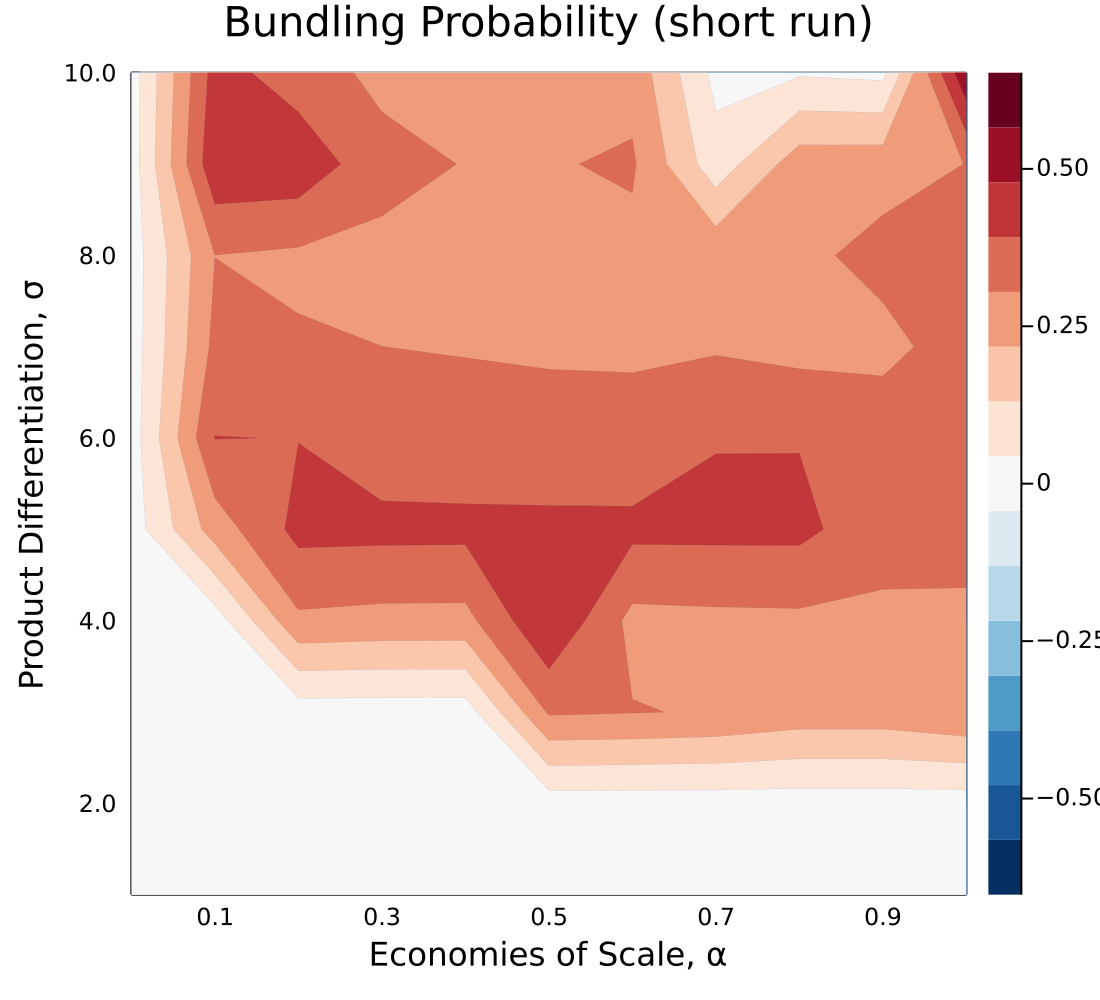 Bundling Probability (short run)
10.0
8.0
6.0
4.0
2.0
Product Differentiation, σ
0.1 0.3 0.5 0.7 0.9
Economies of Scale, α
0.50
0.25
0
−0.25
−0.50